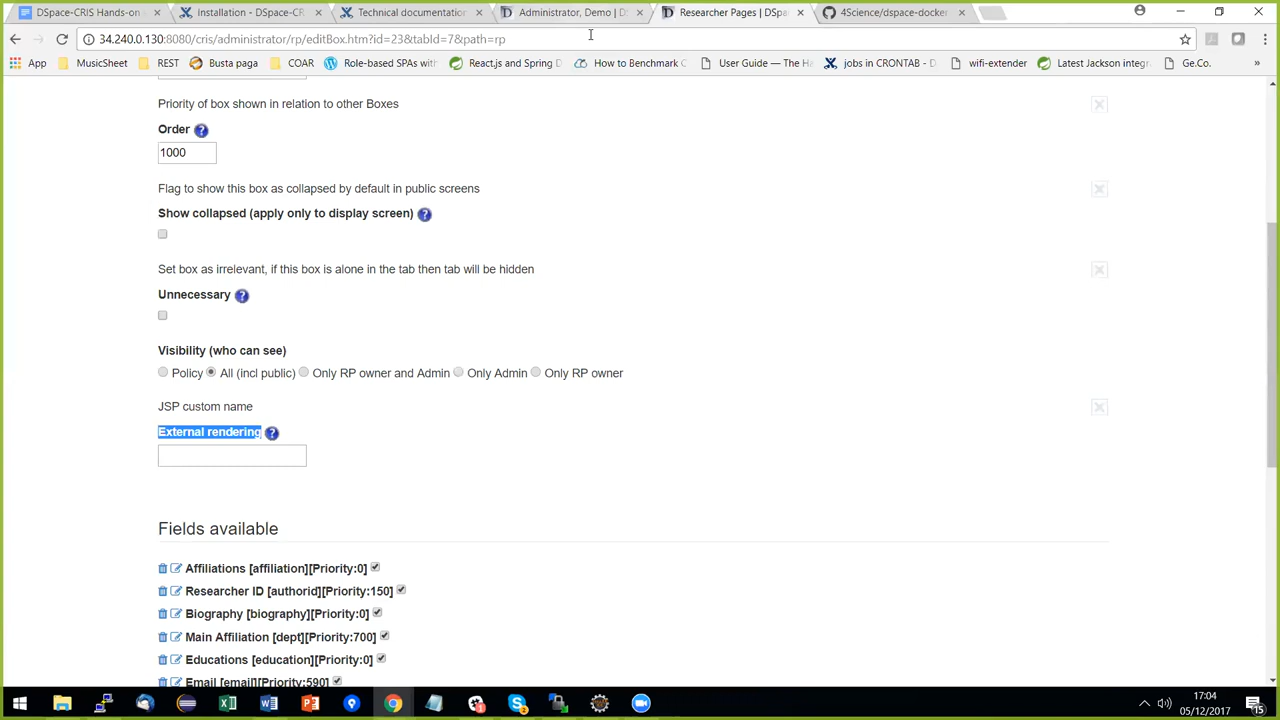 DSpace-CRIS Hands-on
Installation - DSpace-CR
Technical documentation
Administrator, Demo | DS
Researcher Pages | DSpa
4Science/dspace-docker
34.240.0.130:8080/cris/administrator/rp/editBox.htm?id=23&tabId=7&path=rp
App MusicSheet REST Busta paga COAR Role-based SPAs wit React.js and Spring D How to Benchmark C User Guide — The Ha jobs in CRONTAB - D wifi-extender Latest Jackson integ Ge.Co. »
Priority of box shown in relation to other Boxes
Order ?
1000
Flag to show this box as collapsed by default in public screens
Show collapsed (apply only to display screen) ?
Set box as irrelevant, if this box is alone in the tab then tab will be hidden
Unnecessary ?
Visibility (who can see)
Policy All (incl public) Only RP owner and Admin Only Admin Only RP owner
JSP custom name
External rendering ?
Fields available
Affiliations [affiliation][Priority:0]
Researcher ID [authorid][Priority:150]
Biography [biography][Priority:0]
Main Affiliation [dept][Priority:700]
Educations [education][Priority:0]
Email [email][Priority:590]
17:04
05/12/2017
15